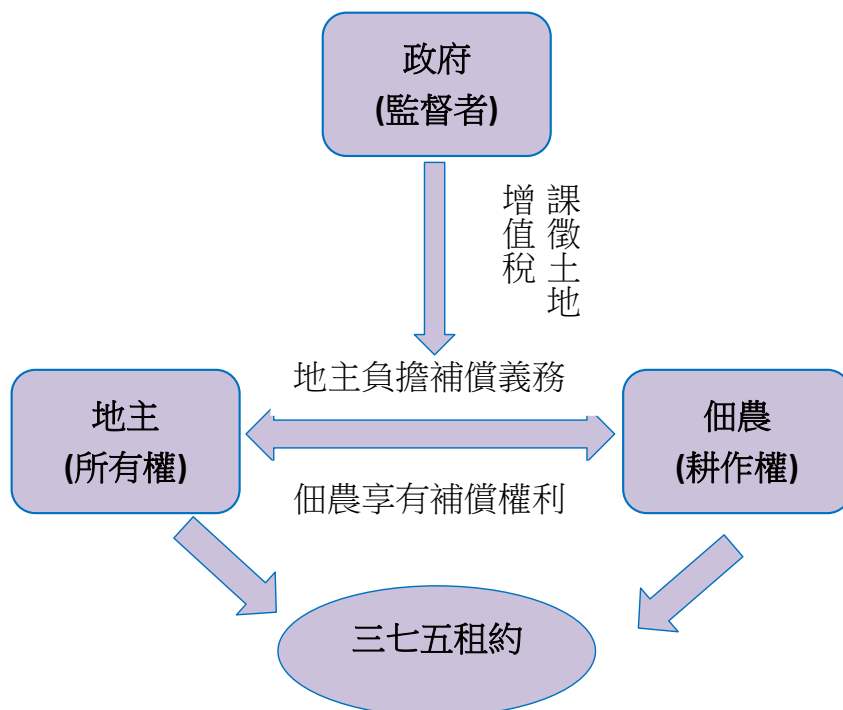 政府
(監督者)
課徵土地
增值稅
地主負擔補償義務
地主
(所有權)
佃農
(耕作權)
佃農享有補償權利
三七五租約